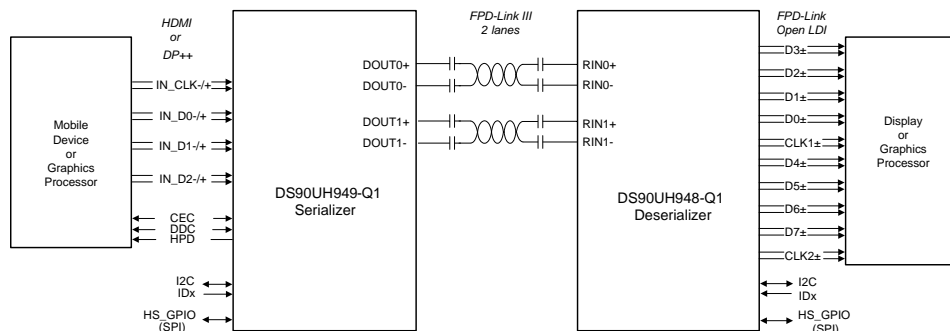 HDMI
or
DP++
FPD-Link III
2 lanes
FPD-Link
Open LDI
Mobile
Device
or
Graphics
Processor
IN_CLK-/+
IN_D0-/+
IN_D1-/+
IN_D2-/+
CEC
DDC
HPD
I2C
IDx
HS_GPIO
(SPI)
DOUT0+
DOUT0-
DOUT1+
DOUT1-
DS90UH949-Q1
Serializer
RIN0+
RIN0-
RIN1+
RIN1-
DS90UH948-Q1
Deserializer
D3±
D2±
D1±
D0±
CLK1±
D4±
D5±
D6±
D7±
CLK2±
I2C
IDx
HS_GPIO
(SPI)
Display
or
Graphics
Processor